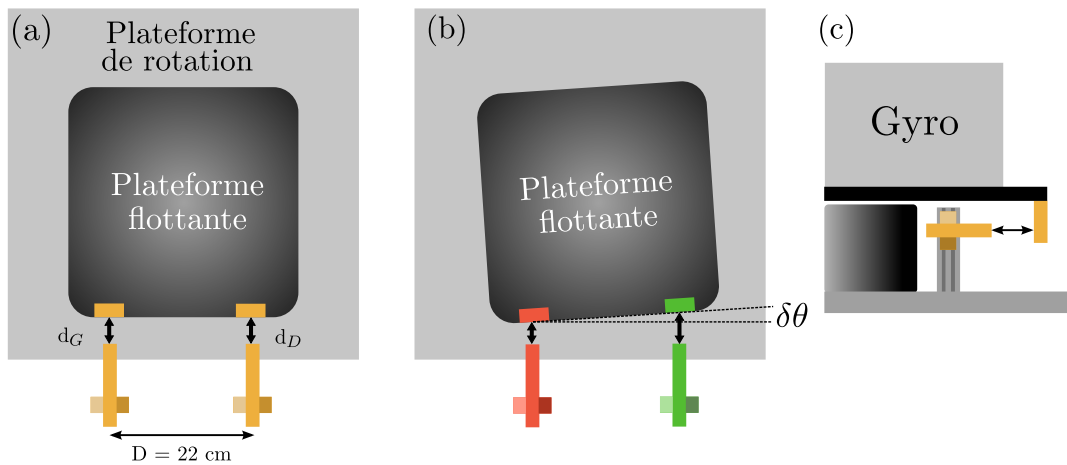 (a)
Plateforme
de rotation
Plateforme
flottante
d_G
d_D
D = 22 cm
(b)
Plateforme
flottante
δθ
(c)
Gyro